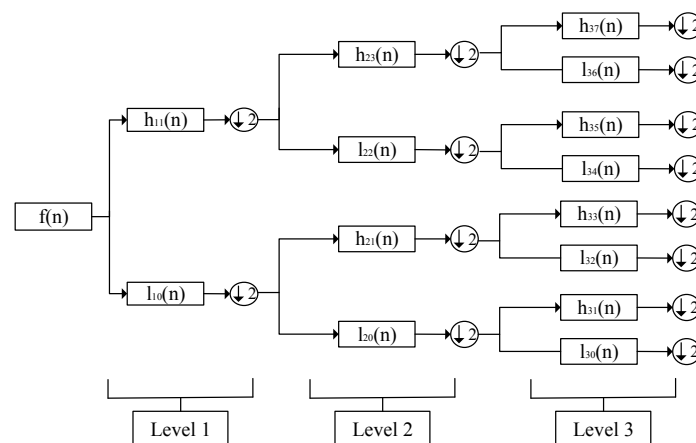 h₃₇(n) ↓2
h₂₃(n) ↓2
l₃₆(n) ↓2
h₁₁(n) ↓2
h₃₅(n) ↓2
l₂₂(n) ↓2
l₃₄(n) ↓2
f(n)
h₃₃(n) ↓2
h₂₁(n) ↓2
l₃₂(n) ↓2
l₁₀(n) ↓2
h₃₁(n) ↓2
l₂₀(n) ↓2
l₃₀(n) ↓2
Level 1 Level 2 Level 3